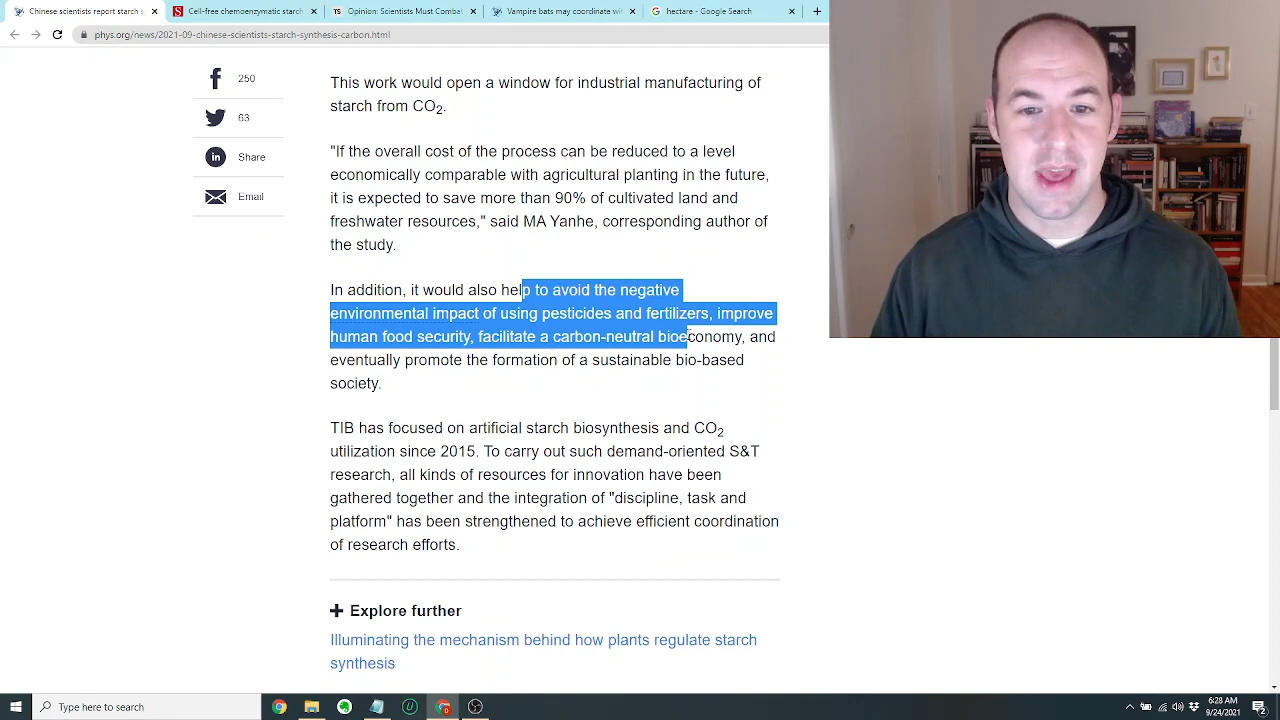 Chinese scientists report starch s
Cell-free chemoenzymatic starch
TS Opinion: Scientists Must Combat
Vampire bats may coordinate wi
hectare - Google Search
phys.org/news/2021-09-chinese-scientists-starch-synthesis-carbon.html
250
63
Share
Email
This work would open a window for industrial manufacturing of
starch from CO2.
"If the overall cost of the process can be reduced to a level
economically comparable with agricultural planting in the future,
it is expected to save more than 90% of cultivated land and
freshwater resources," said MA Yanhe, corresponding author of
the study.
In addition, it would also help to avoid the negative
environmental impact of using pesticides and fertilizers, improve
human food security, facilitate a carbon-neutral bioeconomy, and
eventually promote the formation of a sustainable bio-based
society.
TIB has focused on artificial starch biosynthesis and CO2
utilization since 2015. To carry out such demand-oriented S&T
research, all kinds of resources for innovation have been
gathered together and the integration of "discipline, task and
platform" has been strengthened to achieve efficient coordination
of research efforts.
Explore further
Illuminating the mechanism behind how plants regulate starch
synthesis
Type here to search
6:28 AM
9/24/2021